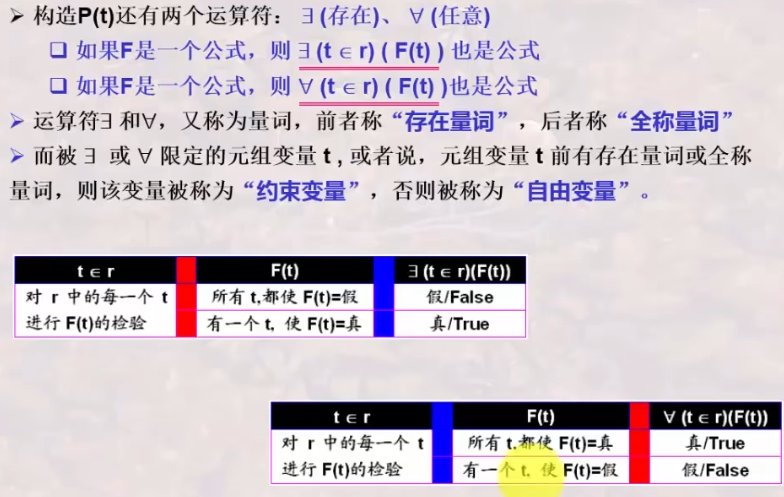 ➢ 构造P(t)还有两个运算符: ∃ (存在)、 ∀ (任意)
❑ 如果F是一个公式, 则 ∃ (t ∈ r) ( F(t) ) 也是公式
❑ 如果F是一个公式, 则 ∀ (t ∈ r) ( F(t) )也是公式
➢ 运算符∃ 和∀, 又称为量词, 前者称“存在量词”, 后者称“全称量词”
➢ 而被 ∃ 或 ∀ 限定的元组变量 t , 或者说, 元组变量 t 前有存在量词或全称
量词, 则该变量被称为“约束变量”, 否则被称为“自由变量”。
t ∈ r F(t) ∃ (t ∈ r)(F(t))
对 r 中的每一个 t 所有 t,都使 F(t)=假 假/False
进行 F(t)的检验 有一个 t, 使 F(t)=真 真/True
t ∈ r F(t) ∀ (t ∈ r)(F(t))
对 r 中的每一个 t 所有 t,都使 F(t)=真 真/True
进行 F(t)的检验 有一个 t, 使 F(t)=假 假/False